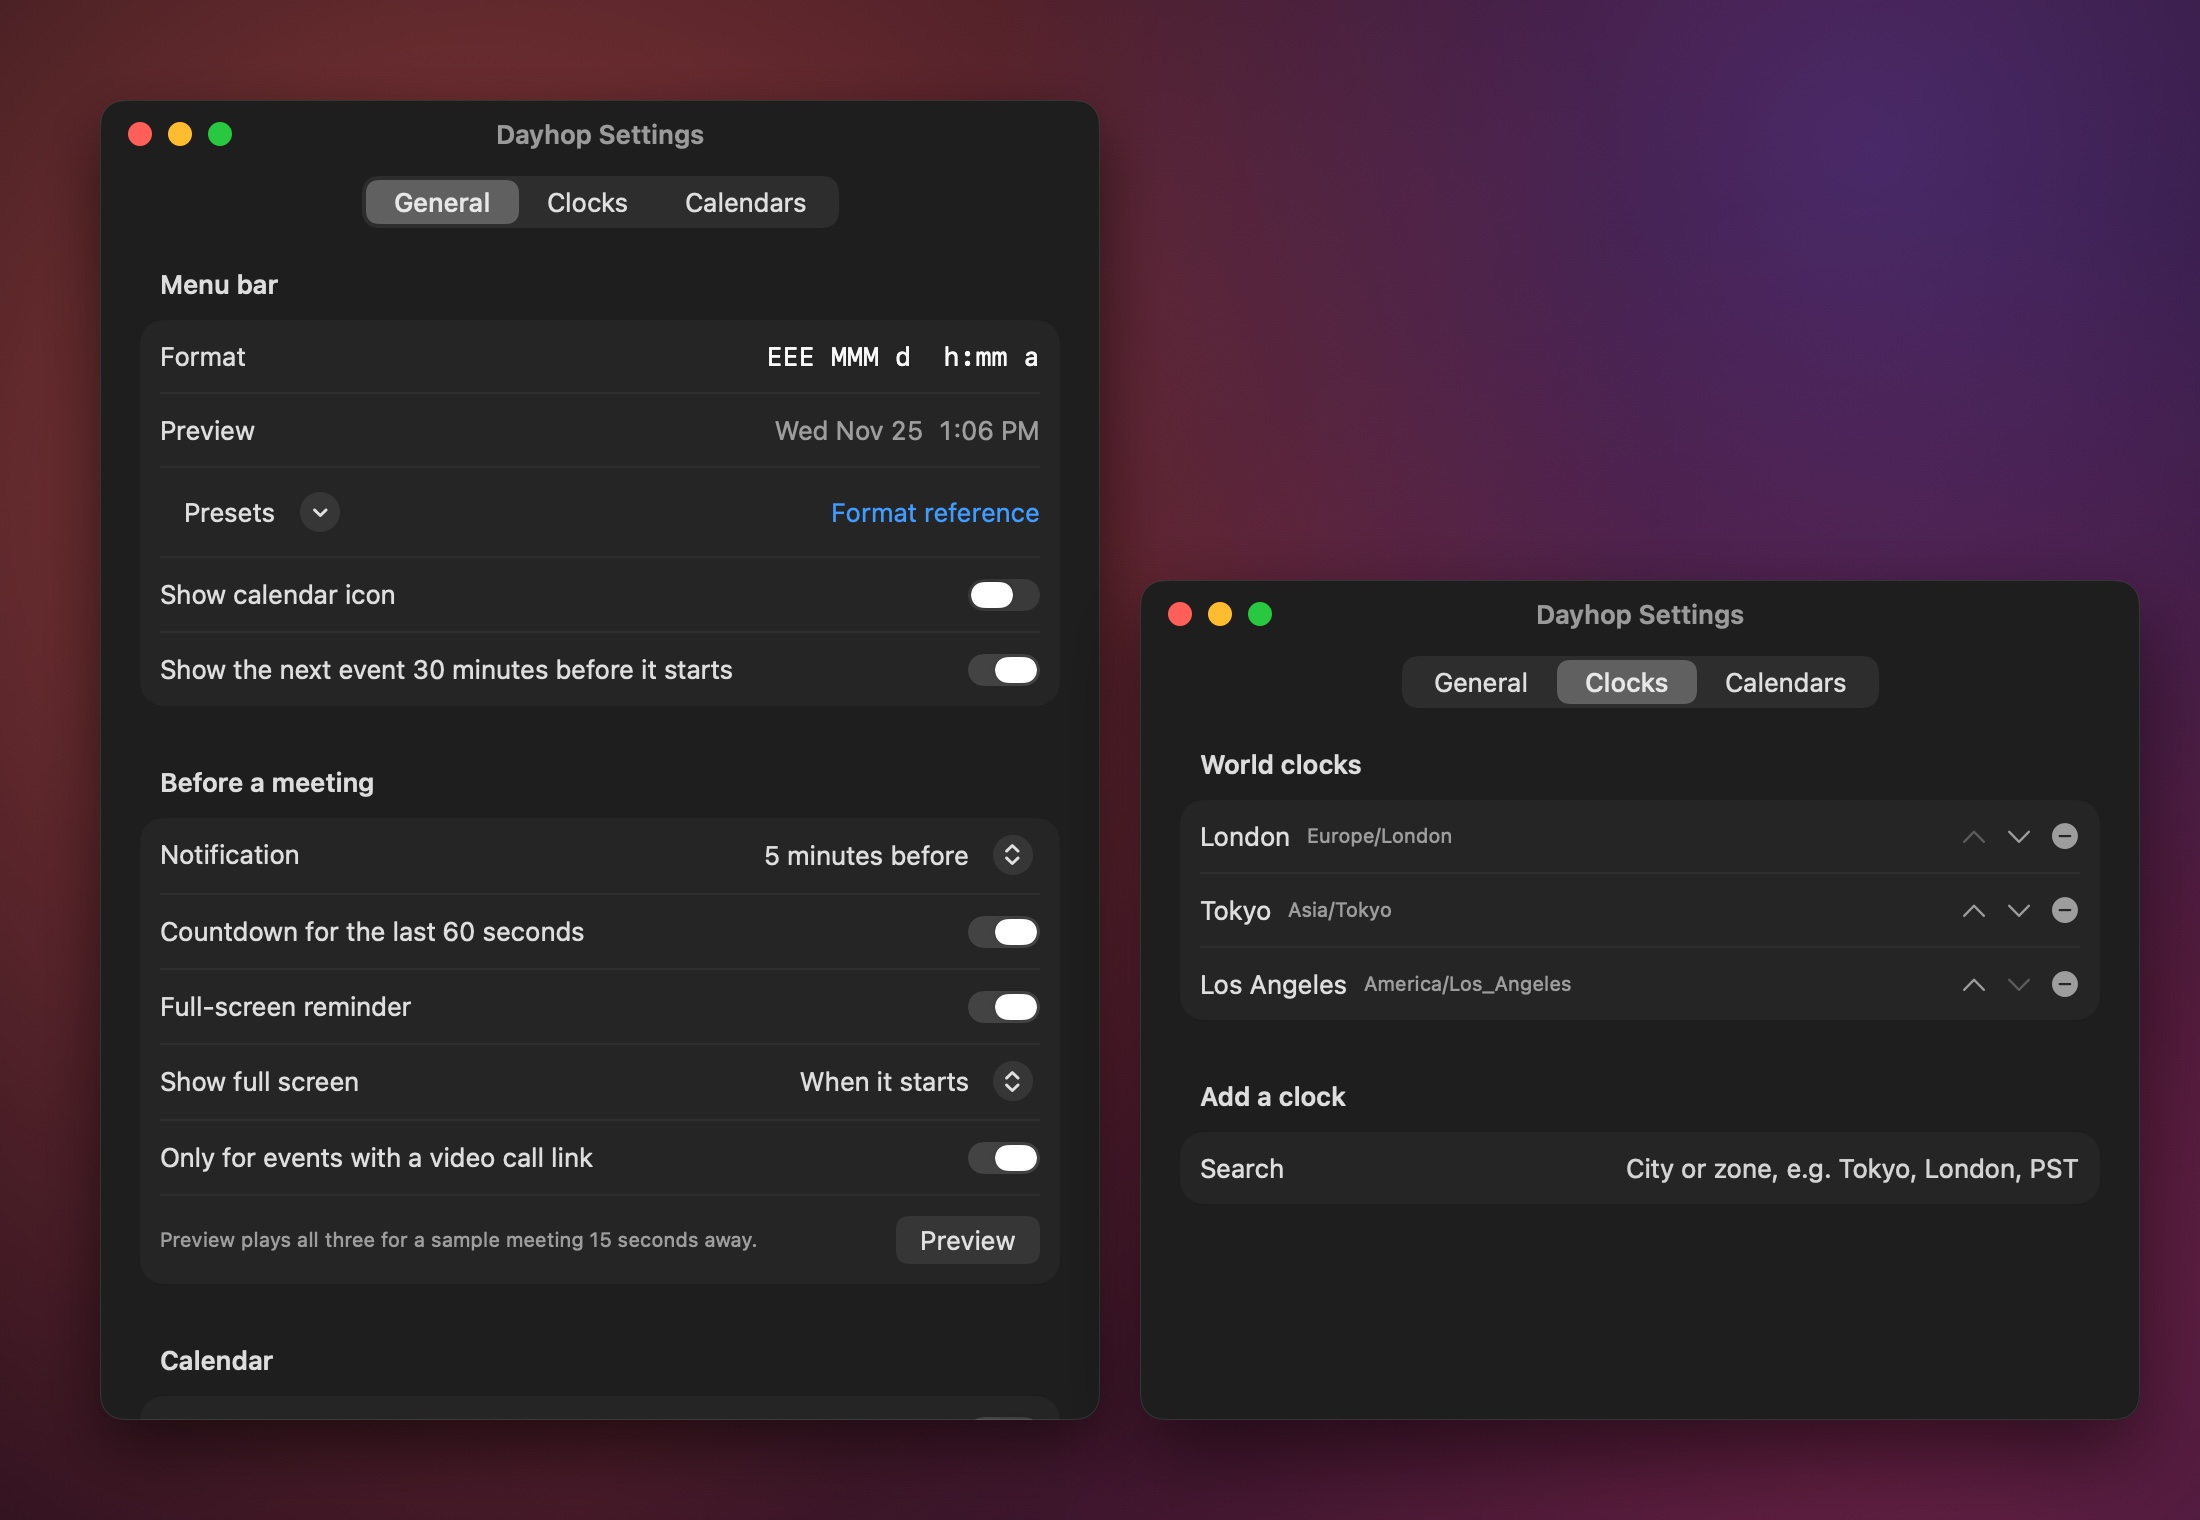 Dayhop Settings
General Clocks Calendars
Menu bar
Format EEE MMM d  h:mm a
Preview Wed Nov 25  1:06 PM
Presets Format reference
Show calendar icon
Show the next event 30 minutes before it starts
Before a meeting
Notification 5 minutes before
Countdown for the last 60 seconds
Full-screen reminder
Show full screen When it starts
Only for events with a video call link
Preview plays all three for a sample meeting 15 seconds away. Preview
Calendar
Dayhop Settings
General Clocks Calendars
World clocks
London Europe/London
Tokyo Asia/Tokyo
Los Angeles America/Los_Angeles
Add a clock
Search City or zone, e.g. Tokyo, London, PST